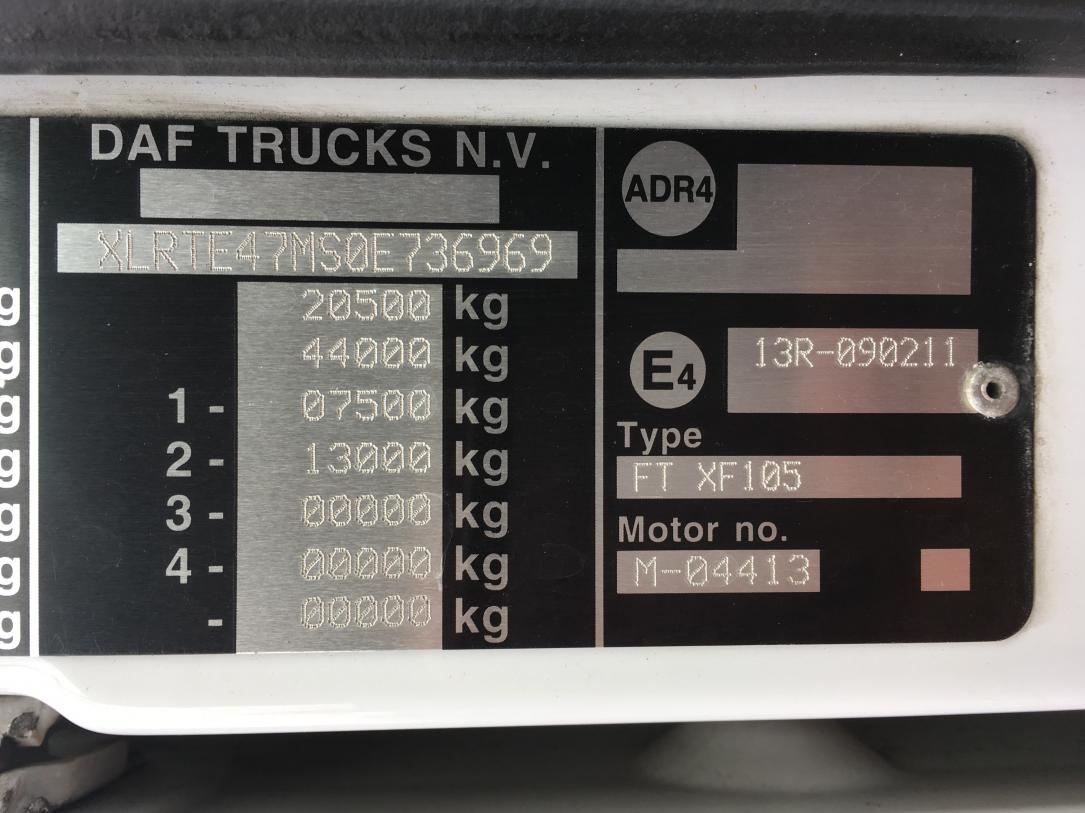 DAF TRUCKS N.V.
XLRTE47MS0E736969
g 20500 kg
g 44000 kg
g 1 - 07500 kg
g 2 - 13000 kg
g 3 - 00000 kg
g 4 - 00000 kg
g - 00000 kg
ADR4
E4 13R-090211
Type
FT XF105
Motor no.
M-04413